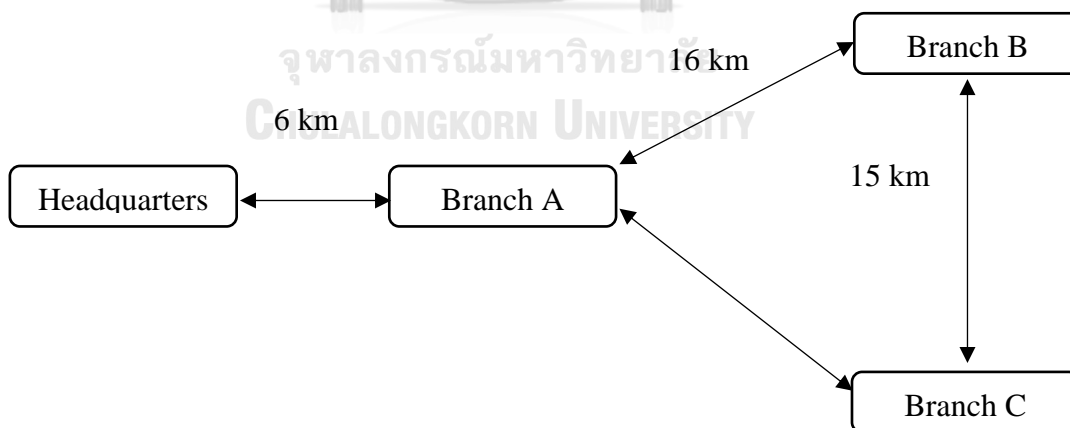 Branch B
จุฬาลงกรณ์มหาวิทยาลัย
16 km
6 km
CHULALONGKORN UNIVERSITY
15 km
Headquarters
Branch A
Branch C